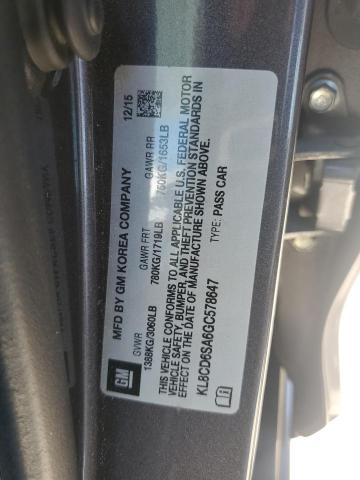 GM
MFD BY GM KOREA COMPANY
12/15
GVWR GAWR FRT GAWR RR
1388KG/3060LB 780KG/1719LB 750KG/1653LB
THIS VEHICLE CONFORMS TO ALL APPLICABLE U.S. FEDERAL MOTOR
VEHICLE SAFETY, BUMPER, AND THEFT PREVENTION STANDARDS IN
EFFECT ON THE DATE OF MANUFACTURE SHOWN ABOVE.
KL8CD6SA6GC578647 TYPE: PASS CAR